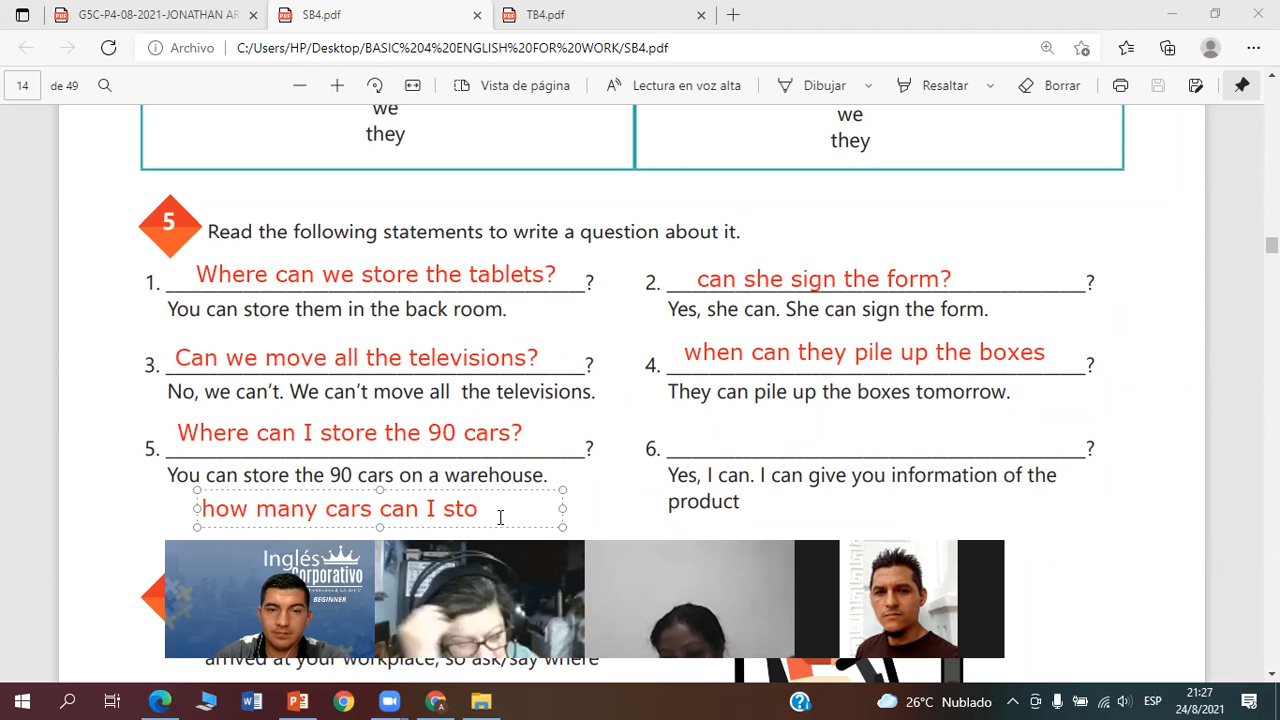 G5C-P4-08-2021-JONATHAN AR
SB4.pdf
TB4.pdf
Archivo
C:/Users/HP/Desktop/BASIC%204%20ENGLISH%20FOR%20WORK/SB4.pdf
14 de 49
Vista de página
Lectura en voz alta
Dibujar
Resaltar
Borrar
we
they
we
they
5
Read the following statements to write a question about it.
1. Where can we store the tablets? ?
You can store them in the back room.
2. can she sign the form? ?
Yes, she can. She can sign the form.
3. Can we move all the televisions? ?
No, we can’t. We can’t move all the televisions.
4. when can they pile up the boxes ?
They can pile up the boxes tomorrow.
5. Where can I store the 90 cars? ?
You can store the 90 cars on a warehouse.
how many cars can I sto
6. ?
Yes, I can. I can give you information of the
product
Inglés
Corporativo
BEGINNER
arrived at your workplace, so ask/say where
26°C Nublado
ESP
21:27
24/8/2021